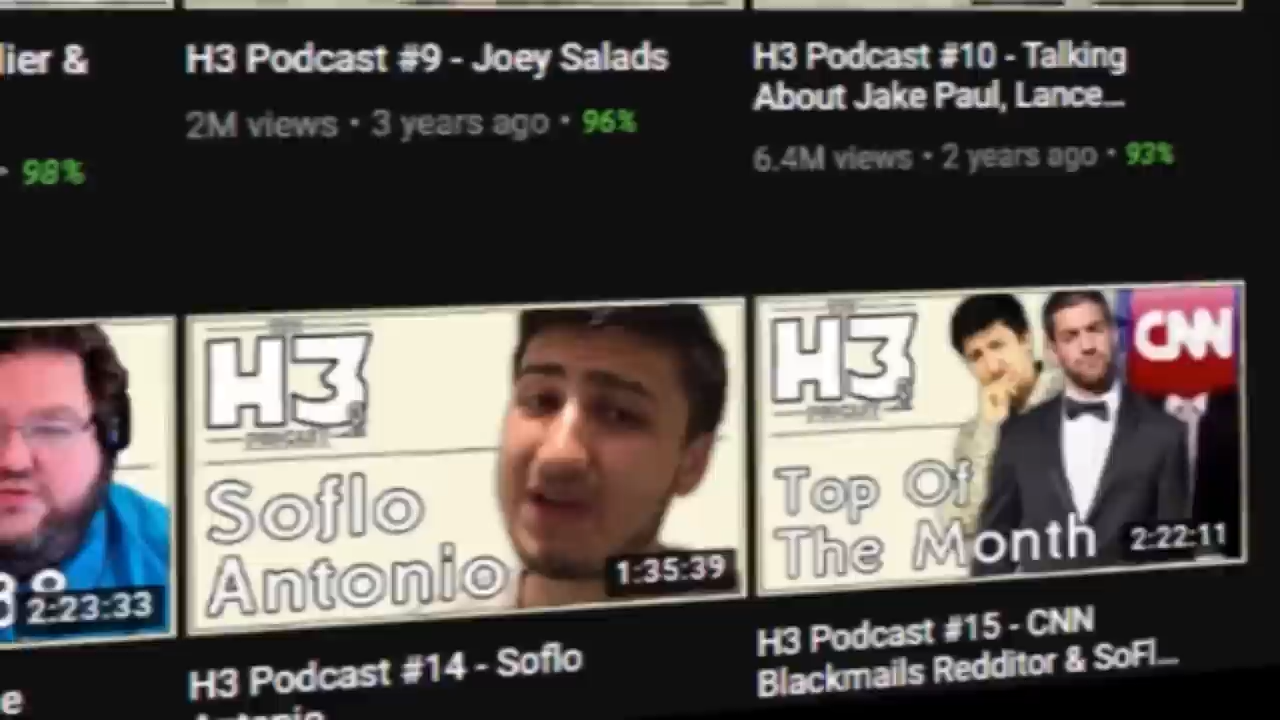 lier &
98%
H3 Podcast #9 - Joey Salads
2M views • 3 years ago • 96%
H3 Podcast #10 - Talking
About Jake Paul, Lance...
6.4M views • 2 years ago • 93%
2:23:33
e
H3
PODCAST
Soflo
Antonio
1:35:39
H3 Podcast #14 - Soflo
Antonio
H3
PODCAST
CNN
Top Of
The Month
2:22:11
H3 Podcast #15 - CNN
Blackmails Redditor & SoFl...